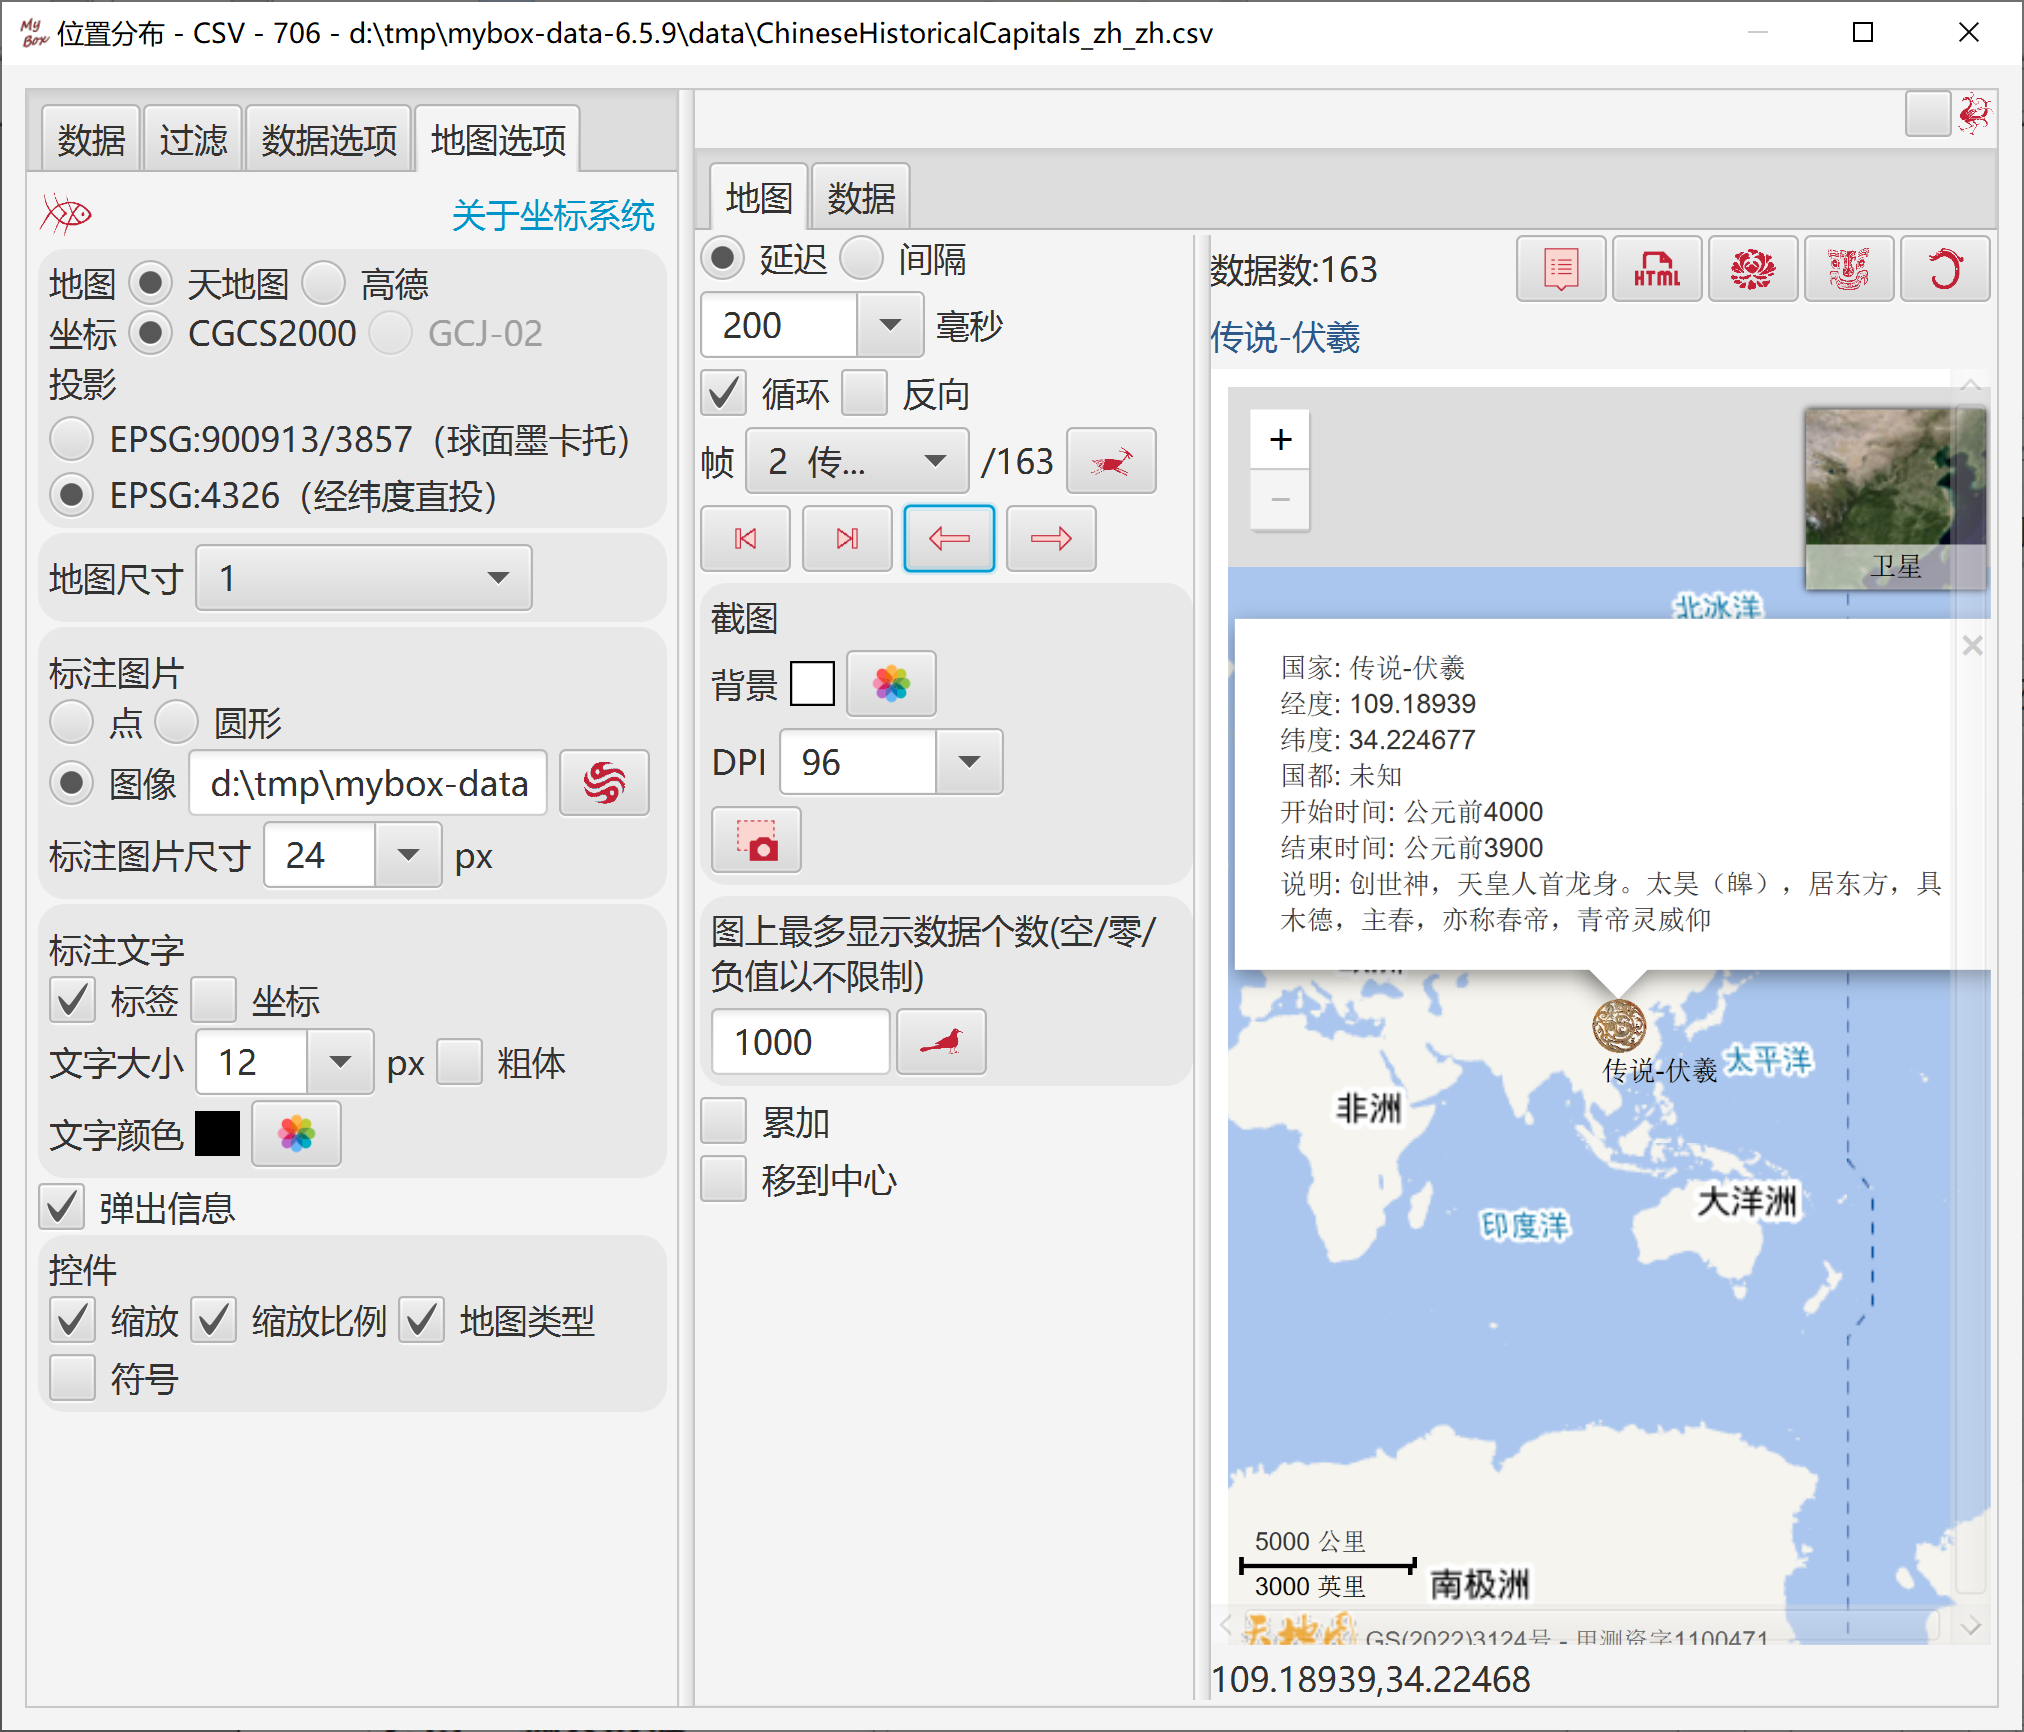 My Box 位置分布 - CSV - 706 - d:\tmp\mybox-data-6.5.9\data\ChineseHistoricalCapitals_zh_zh.csv
数据 过滤 数据选项 地图选项
关于坐标系统
地图 天地图 高德
坐标 CGCS2000 GCJ-02
投影
EPSG:900913/3857（球面墨卡托）
EPSG:4326（经纬度直投）
地图尺寸 1
标注图片
点 圆形
图像 d:\tmp\mybox-data
标注图片尺寸 24 px
标注文字
标签 坐标
文字大小 12 px 粗体
文字颜色
弹出信息
控件
缩放 缩放比例 地图类型
符号
地图 数据
延迟 间隔
200 毫秒
循环 反向
帧 2 传... /163
截图
背景
DPI 96
图上最多显示数据个数(空/零/
负值以不限制)
1000
累加
移到中心
数据数:163
HTML
传说-伏羲
+
−
卫星
北冰洋
国家: 传说-伏羲
经度: 109.18939
纬度: 34.224677
国都: 未知
开始时间: 公元前4000
结束时间: 公元前3900
说明: 创世神，天皇人首龙身。太昊（皞），居东方，具
木德，主春，亦称春帝，青帝灵威仰
传说-伏羲
太平洋
非洲
大洋洲
印度洋
5000 公里
3000 英里
南极洲
天地图 GS(2022)3124号 - 甲测资字1100471
109.18939,34.22468